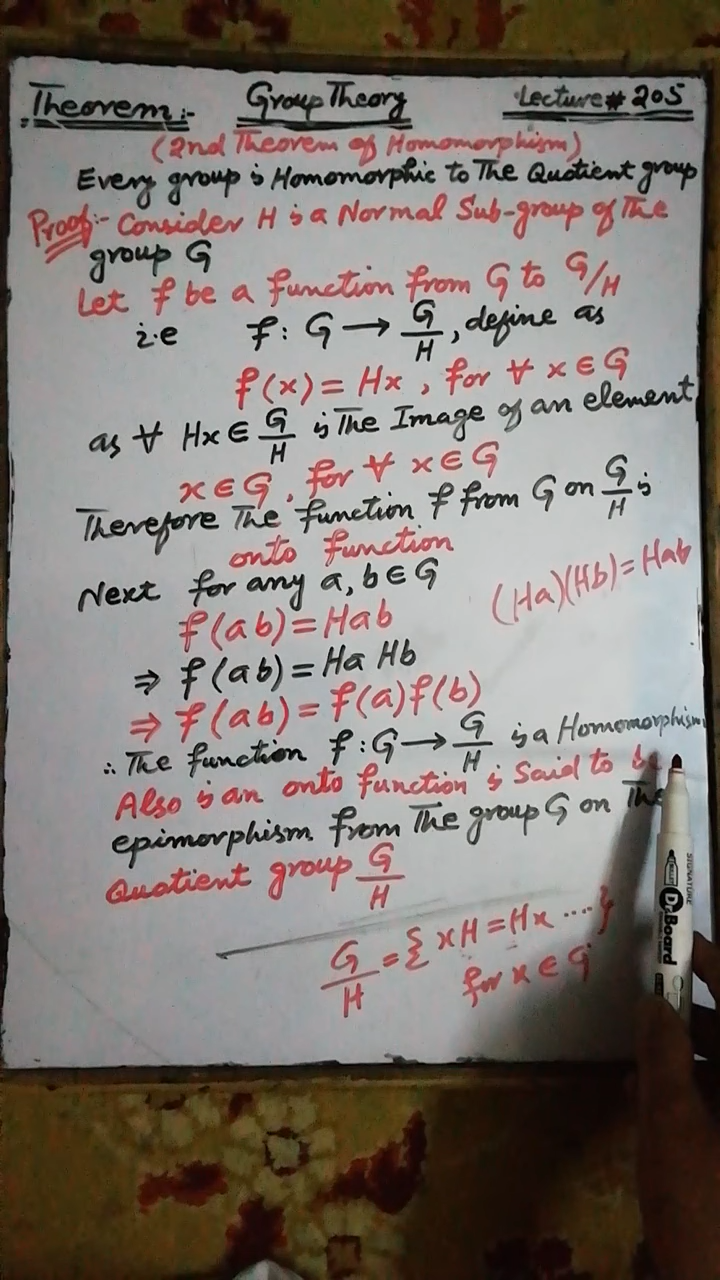 Theorem:- Group Theory Lecture# 205
(2nd Theorem of Homomorphism)
Every group is Homomorphic to The Quotient group
Proof:- Consider H is a Normal Sub-group of The
group G
Let f be a function from G to G/H
i.e f: G → G/H, define as
f(x) = Hx, for ∀ x ∈ G
as ∀ Hx ∈ G/H is The Image of an element
x ∈ G, for ∀ x ∈ G
Therefore The function f from G on G/H is
onto function
Next for any a, b ∈ G
(Ha)(Hb) = Hab
f(ab) = Hab
⇒ f(ab) = Ha Hb
⇒ f(ab) = f(a)f(b)
∴ The function f: G → G/H is a Homomorphism
Also is an onto function is Said to be
epimorphism from The group G on The
Quatient group G/H
G/H = { xH = Hx ....}
for x ∈ G
SIGNATURE
Dr.Board